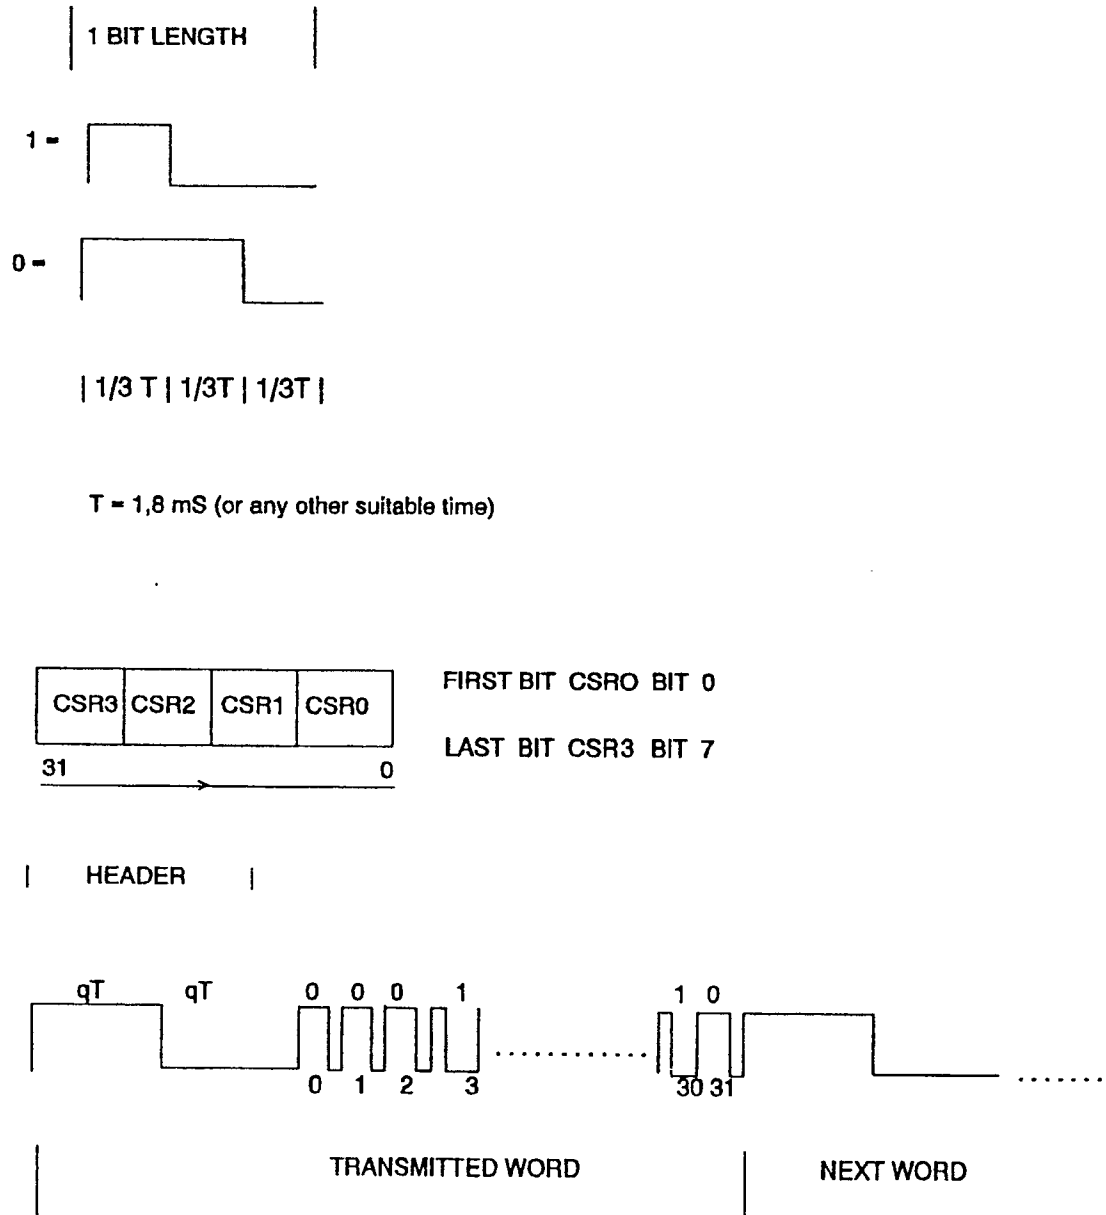 1 BIT LENGTH
1 =
0 =
| 1/3 T | 1/3T | 1/3T |
T = 1,8 mS (or any other suitable time)
CSR3 CSR2 CSR1 CSR0
31 0
FIRST BIT CSRO BIT 0
LAST BIT CSR3 BIT 7
HEADER
qT qT 0 0 0 1 1 0
0 1 2 3 .............. 30 31 .......
TRANSMITTED WORD NEXT WORD